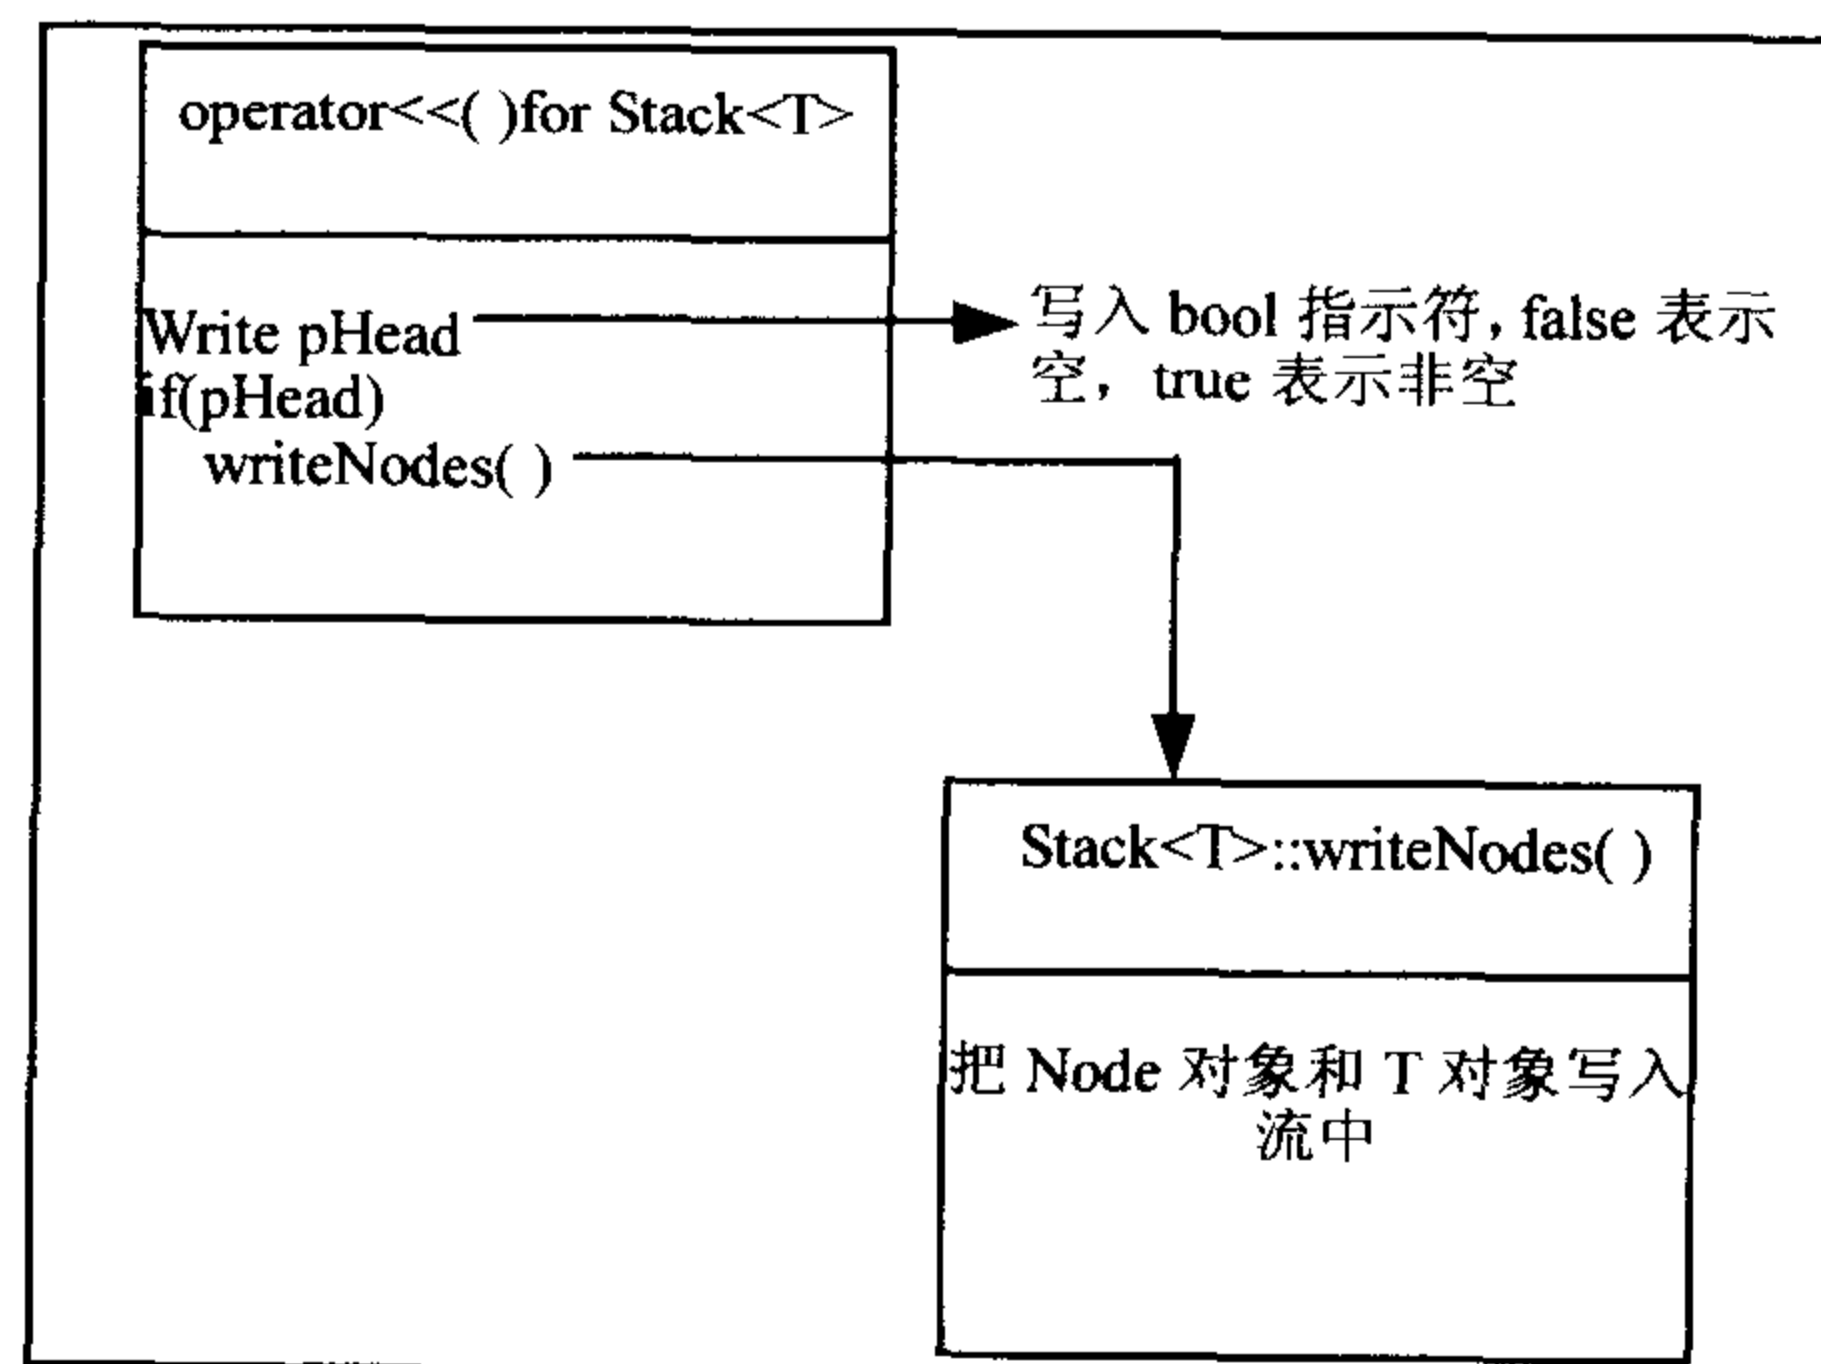 operator<<( )for Stack<T>
Write pHead
if(pHead)
writeNodes( )
写入 bool 指示符, false 表示
空，true 表示非空
Stack<T>::writeNodes( )
把 Node 对象和 T 对象写入
流中